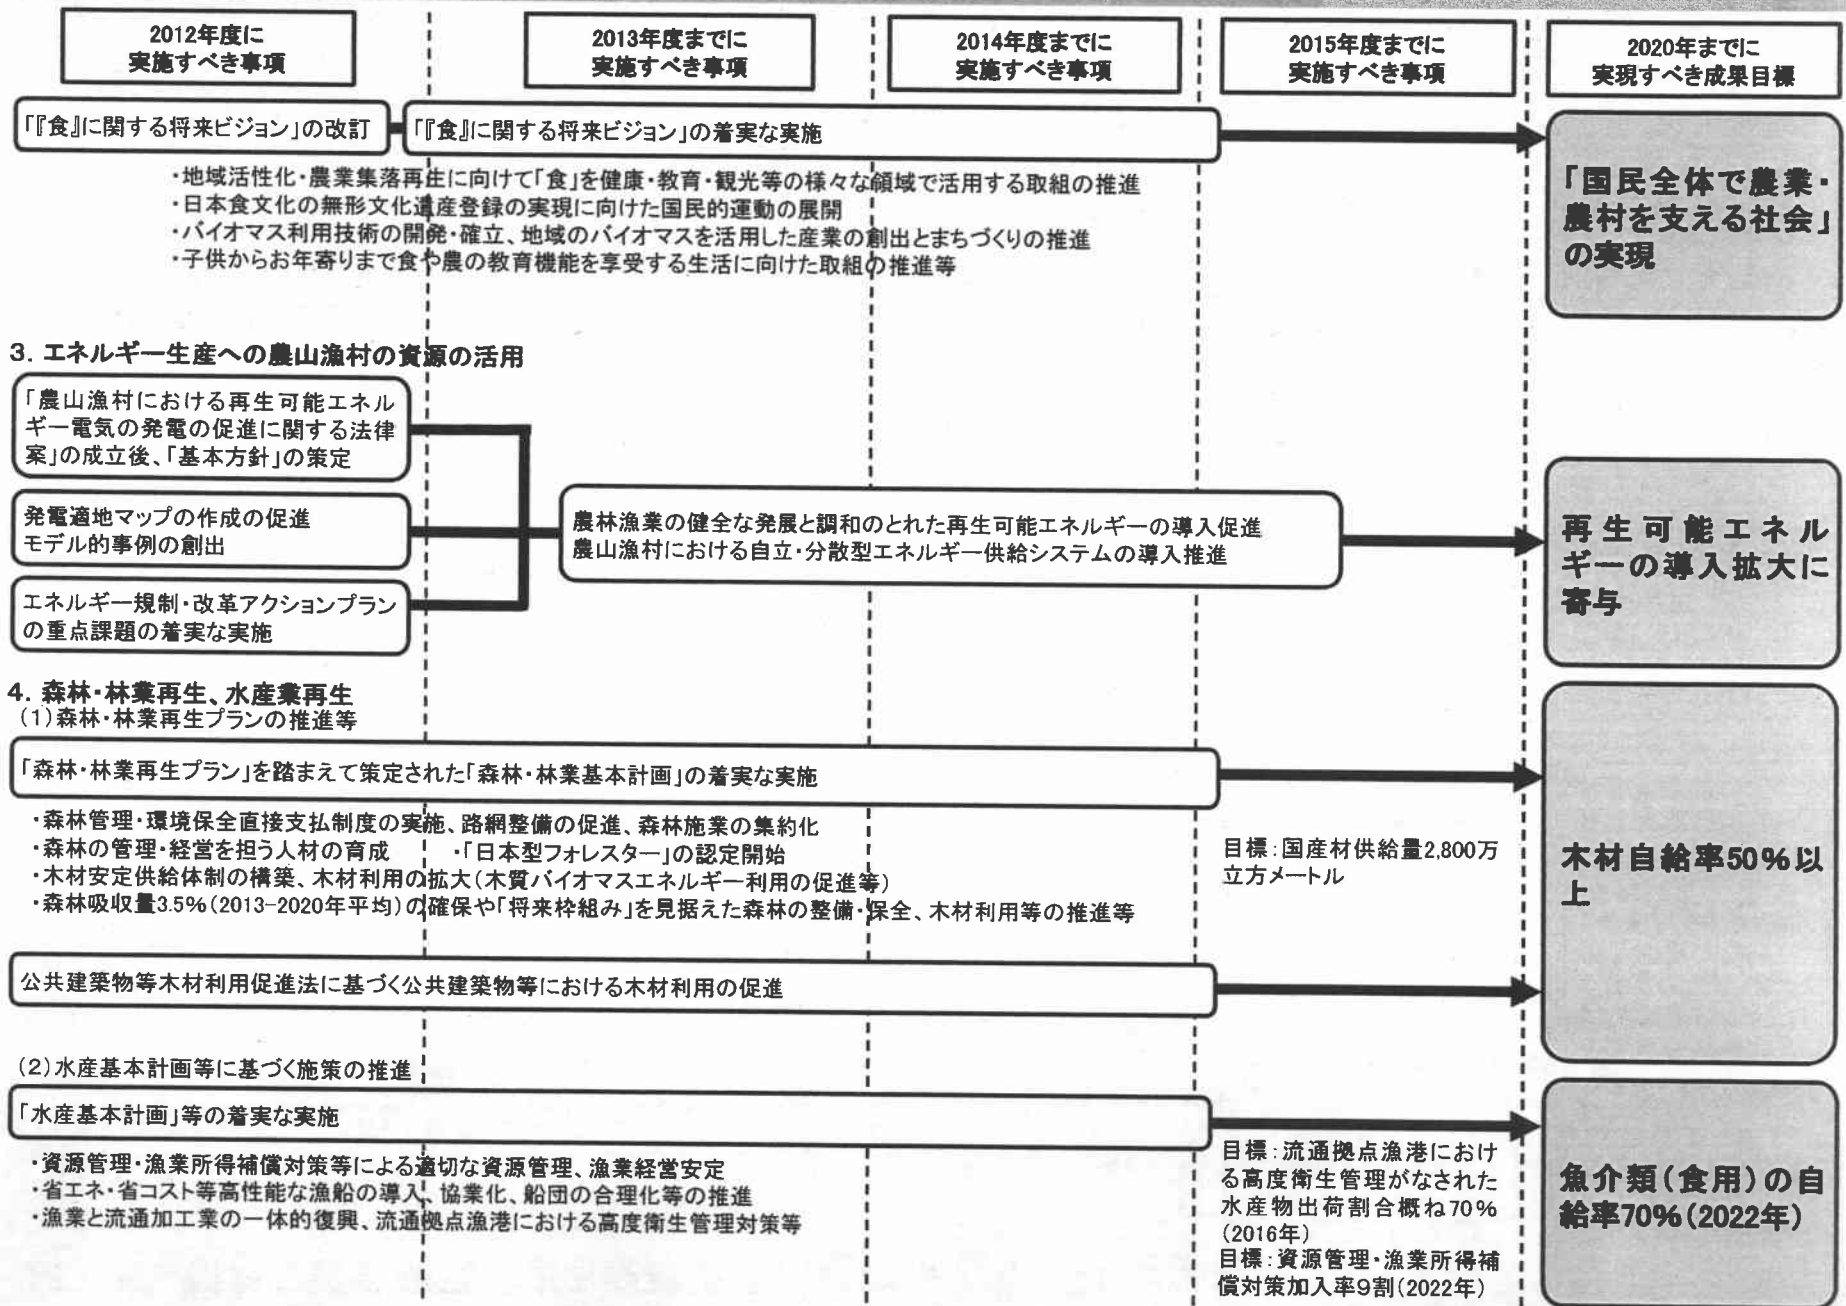 2012年度に
実施すべき事項
2013年度までに
実施すべき事項
2014年度までに
実施すべき事項
2015年度までに
実施すべき事項
2020年までに
実現すべき成果目標
「『食』に関する将来ビジョン」の改訂
「『食』に関する将来ビジョン」の着実な実施
・地域活性化・農業集落再生に向けて「食」を健康・教育・観光等の様々な領域で活用する取組の推進
・日本食文化の無形文化遺産登録の実現に向けた国民的運動の展開
・バイオマス利用技術の開発・確立、地域のバイオマスを活用した産業の創出とまちづくりの推進
・子供からお年寄りまで食や農の教育機能を享受する生活に向けた取組の推進等
「国民全体で農業・
農村を支える社会」
の実現
3. エネルギー生産への農山漁村の資源の活用
「農山漁村における再生可能エネル
ギー電気の発電の促進に関する法律
案」の成立後、「基本方針」の策定
発電適地マップの作成の促進
モデル的事例の創出
エネルギー規制・改革アクションプラン
の重点課題の着実な実施
農林漁業の健全な発展と調和のとれた再生可能エネルギーの導入促進
農山漁村における自立・分散型エネルギー供給システムの導入推進
再生可能エネル
ギーの導入拡大に
寄与
4. 森林・林業再生、水産業再生
(1)森林・林業再生プランの推進等
「森林・林業再生プラン」を踏まえて策定された「森林・林業基本計画」の着実な実施
・森林管理・環境保全直接支払制度の実施、路網整備の促進、森林施業の集約化
・森林の管理・経営を担う人材の育成　・「日本型フォレスター」の認定開始
・木材安定供給体制の構築、木材利用の拡大(木質バイオマスエネルギー利用の促進等)
・森林吸収量3.5%(2013-2020年平均)の確保や「将来枠組み」を見据えた森林の整備・保全、木材利用等の推進等
目標：国産材供給量2,800万
立方メートル
木材自給率50%以
上
公共建築物等木材利用促進法に基づく公共建築物等における木材利用の促進
(2)水産基本計画等に基づく施策の推進
「水産基本計画」等の着実な実施
・資源管理・漁業所得補償対策等による適切な資源管理、漁業経営安定
・省エネ・省コスト等高性能な漁船の導入、協業化、船団の合理化等の推進
・漁業と流通加工業の一体的復興、流通拠点漁港における高度衛生管理対策等
目標：流通拠点漁港におけ
る高度衛生管理がなされた
水産物出荷割合概ね70%
(2016年)
目標：資源管理・漁業所得補
償対策加入率9割(2022年)
魚介類(食用)の自
給率70%(2022年)